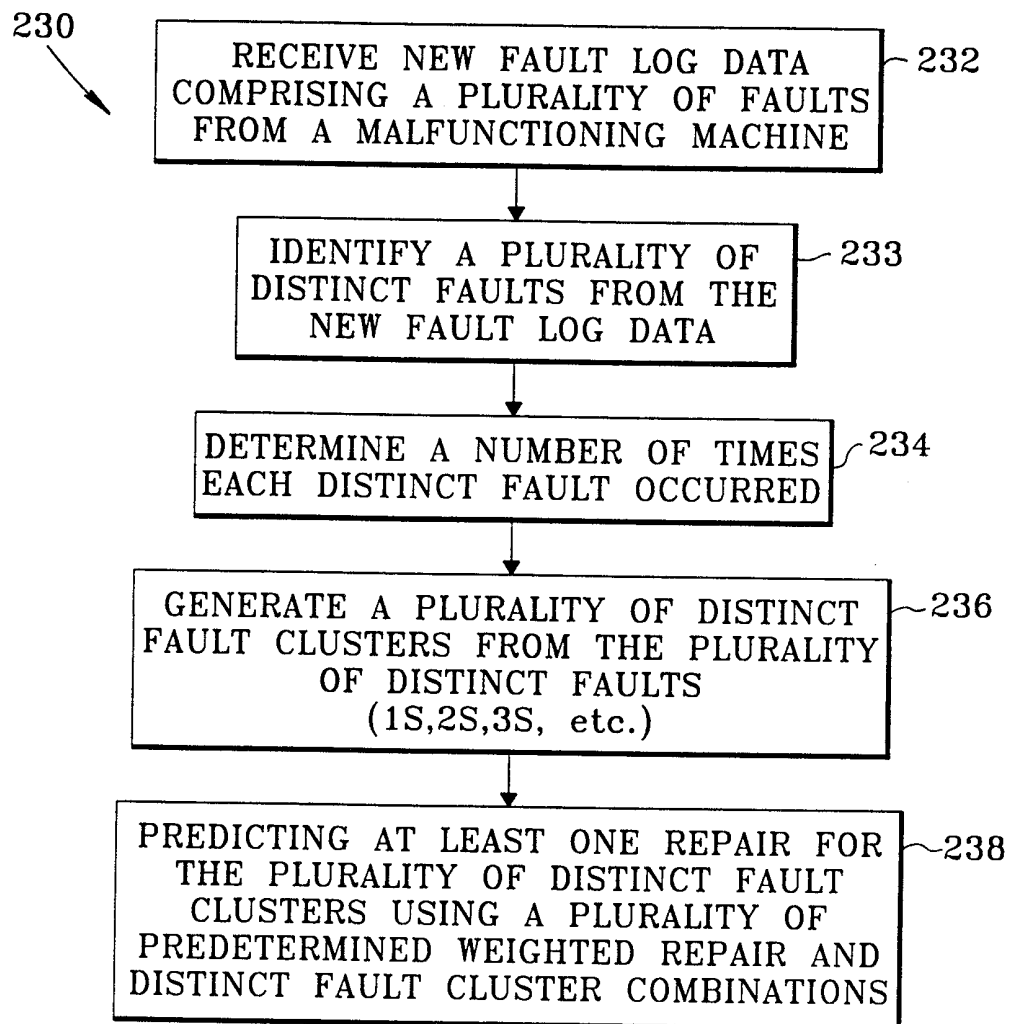 230
RECEIVE NEW FAULT LOG DATA
COMPRISING A PLURALITY OF FAULTS
FROM A MALFUNCTIONING MACHINE
232
IDENTIFY A PLURALITY OF
DISTINCT FAULTS FROM THE
NEW FAULT LOG DATA
233
DETERMINE A NUMBER OF TIMES
EACH DISTINCT FAULT OCCURRED
234
GENERATE A PLURALITY OF DISTINCT
FAULT CLUSTERS FROM THE PLURALITY
OF DISTINCT FAULTS
(1S,2S,3S, etc.)
236
PREDICTING AT LEAST ONE REPAIR FOR
THE PLURALITY OF DISTINCT FAULT
CLUSTERS USING A PLURALITY OF
PREDETERMINED WEIGHTED REPAIR AND
DISTINCT FAULT CLUSTER COMBINATIONS
238